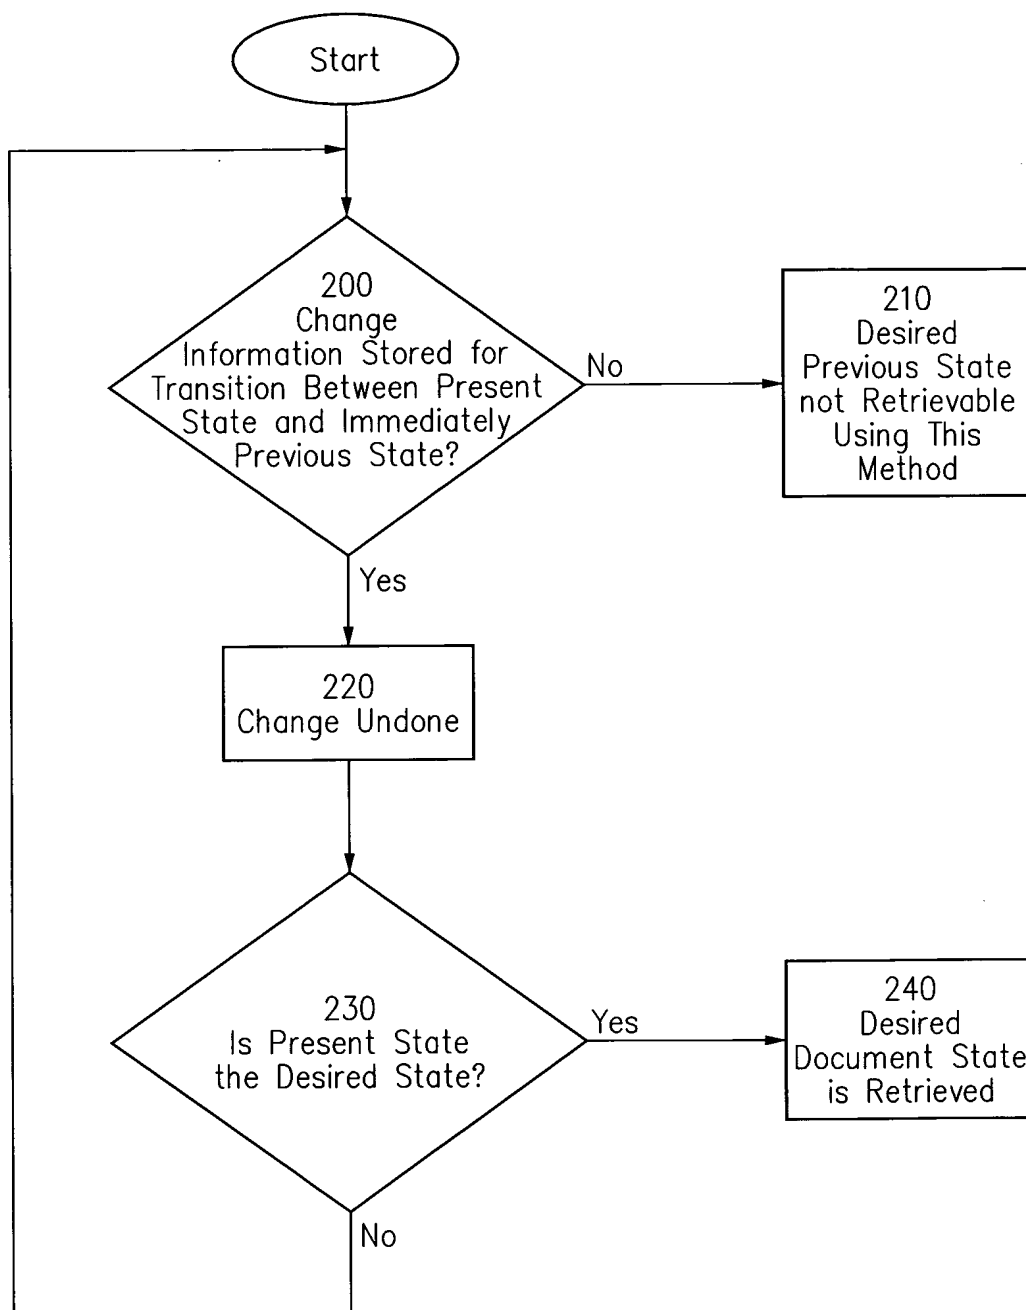 Start
200
Change
Information Stored for
Transition Between Present
State and Immediately
Previous State?
No
210
Desired
Previous State
not Retrievable
Using This
Method
Yes
220
Change Undone
230
Is Present State
the Desired State?
Yes
240
Desired
Document State
is Retrieved
No